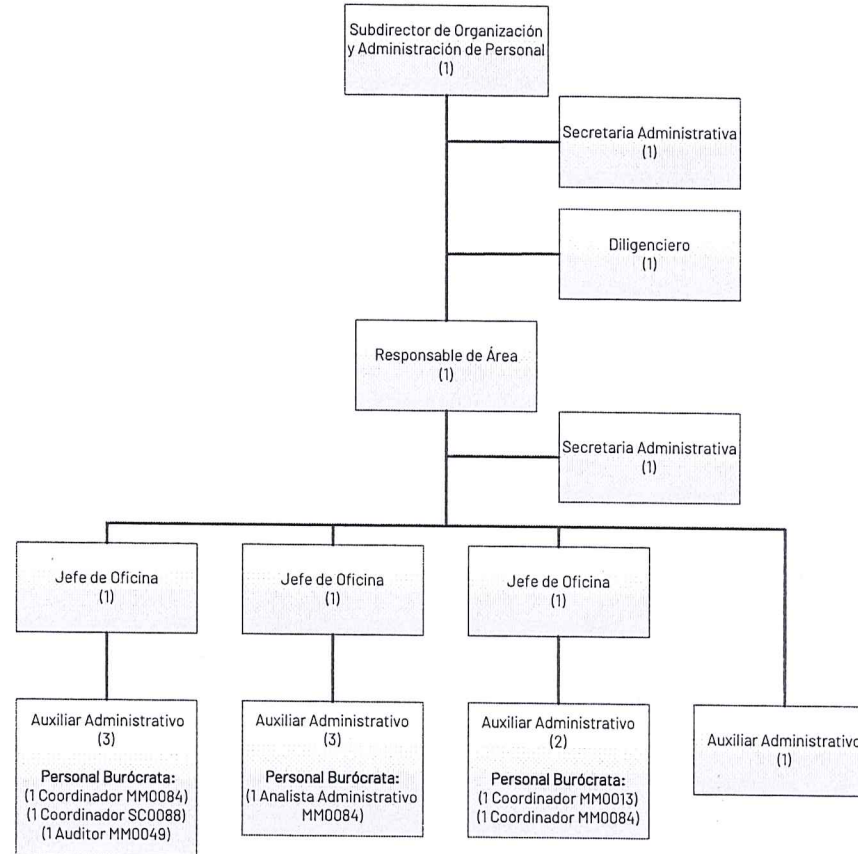 Subdirector de Organización
y Administración de Personal
(1)
Secretaria Administrativa
(1)
Diligenciero
(1)
Responsable de Área
(1)
Secretaria Administrativa
(1)
Jefe de Oficina
(1)
Jefe de Oficina
(1)
Jefe de Oficina
(1)
Auxiliar Administrativo
(3)
Personal Burócrata:
(1 Coordinador MM0084)
(1 Coordinador SC0088)
(1 Auditor MM0049)
Auxiliar Administrativo
(3)
Personal Burócrata:
(1 Analista Administrativo
MM0084)
Auxiliar Administrativo
(2)
Personal Burócrata:
(1 Coordinador MM0013)
(1 Coordinador MM0084)
Auxiliar Administrativo
(1)